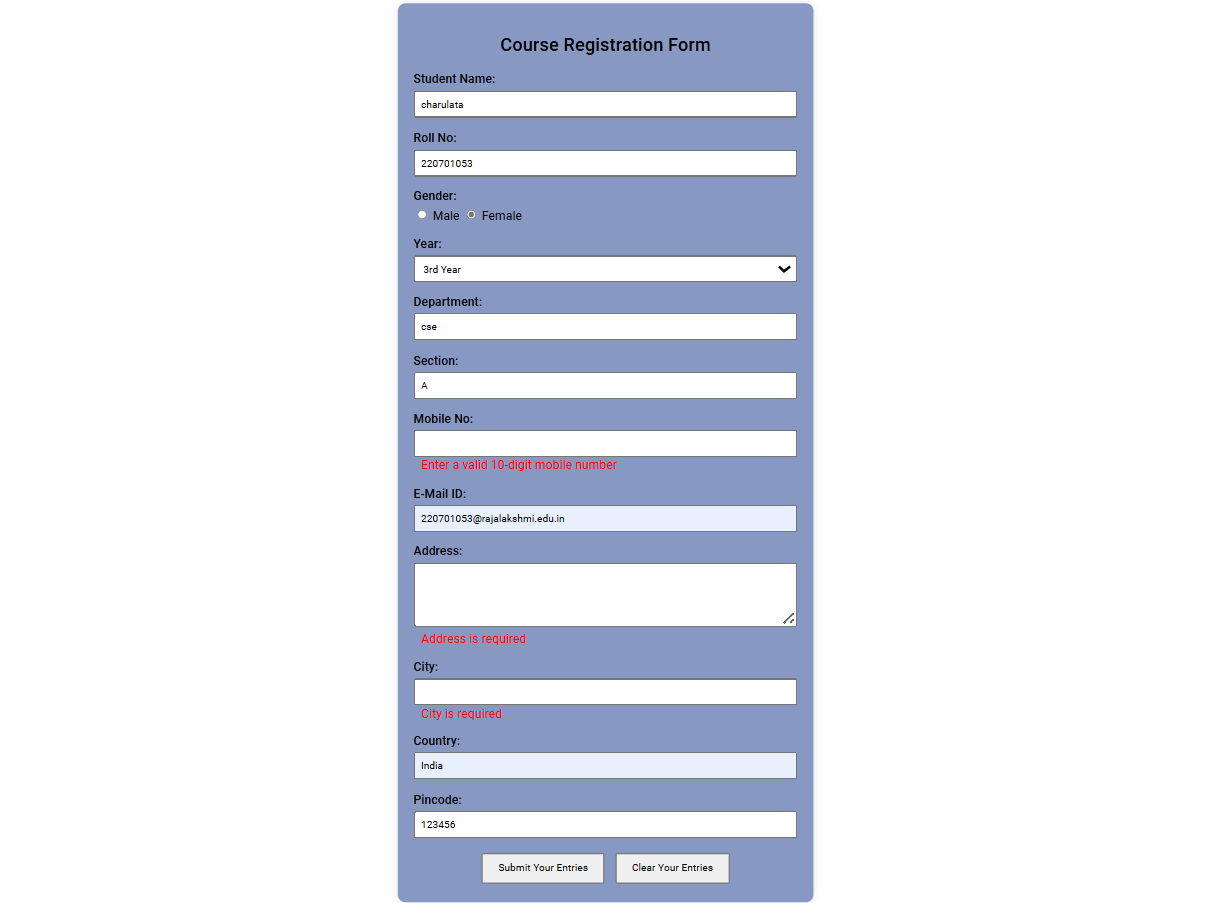 Course Registration Form
Student Name:
charulata
Roll No:
220701053
Gender:
Male Female
Year:
3rd Year
Department:
cse
Section:
A
Mobile No:
Enter a valid 10-digit mobile number
E-Mail ID:
220701053@rajalakshmi.edu.in
Address:
Address is required
City:
City is required
Country:
India
Pincode:
123456
Submit Your Entries Clear Your Entries